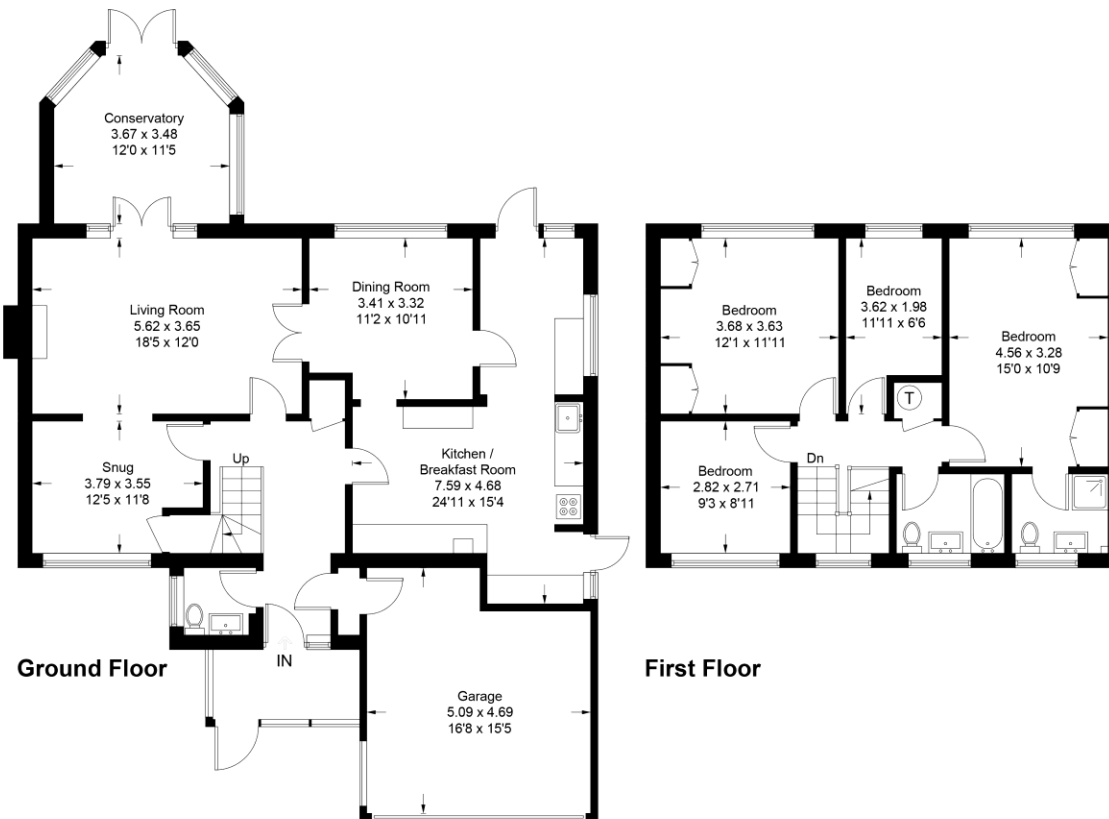 Conservatory
3.67 x 3.48
12'0 x 11'5
Living Room
5.62 x 3.65
18'5 x 12'0
Dining Room
3.41 x 3.32
11'2 x 10'11
Snug
3.79 x 3.55
12'5 x 11'8
Up
Kitchen /
Breakfast Room
7.59 x 4.68
24'11 x 15'4
IN
Garage
5.09 x 4.69
16'8 x 15'5
Ground Floor
Bedroom
3.68 x 3.63
12'1 x 11'11
Bedroom
3.62 x 1.98
11'11 x 6'6
Bedroom
4.56 x 3.28
15'0 x 10'9
T
Bedroom
2.82 x 2.71
9'3 x 8'11
Dn
First Floor